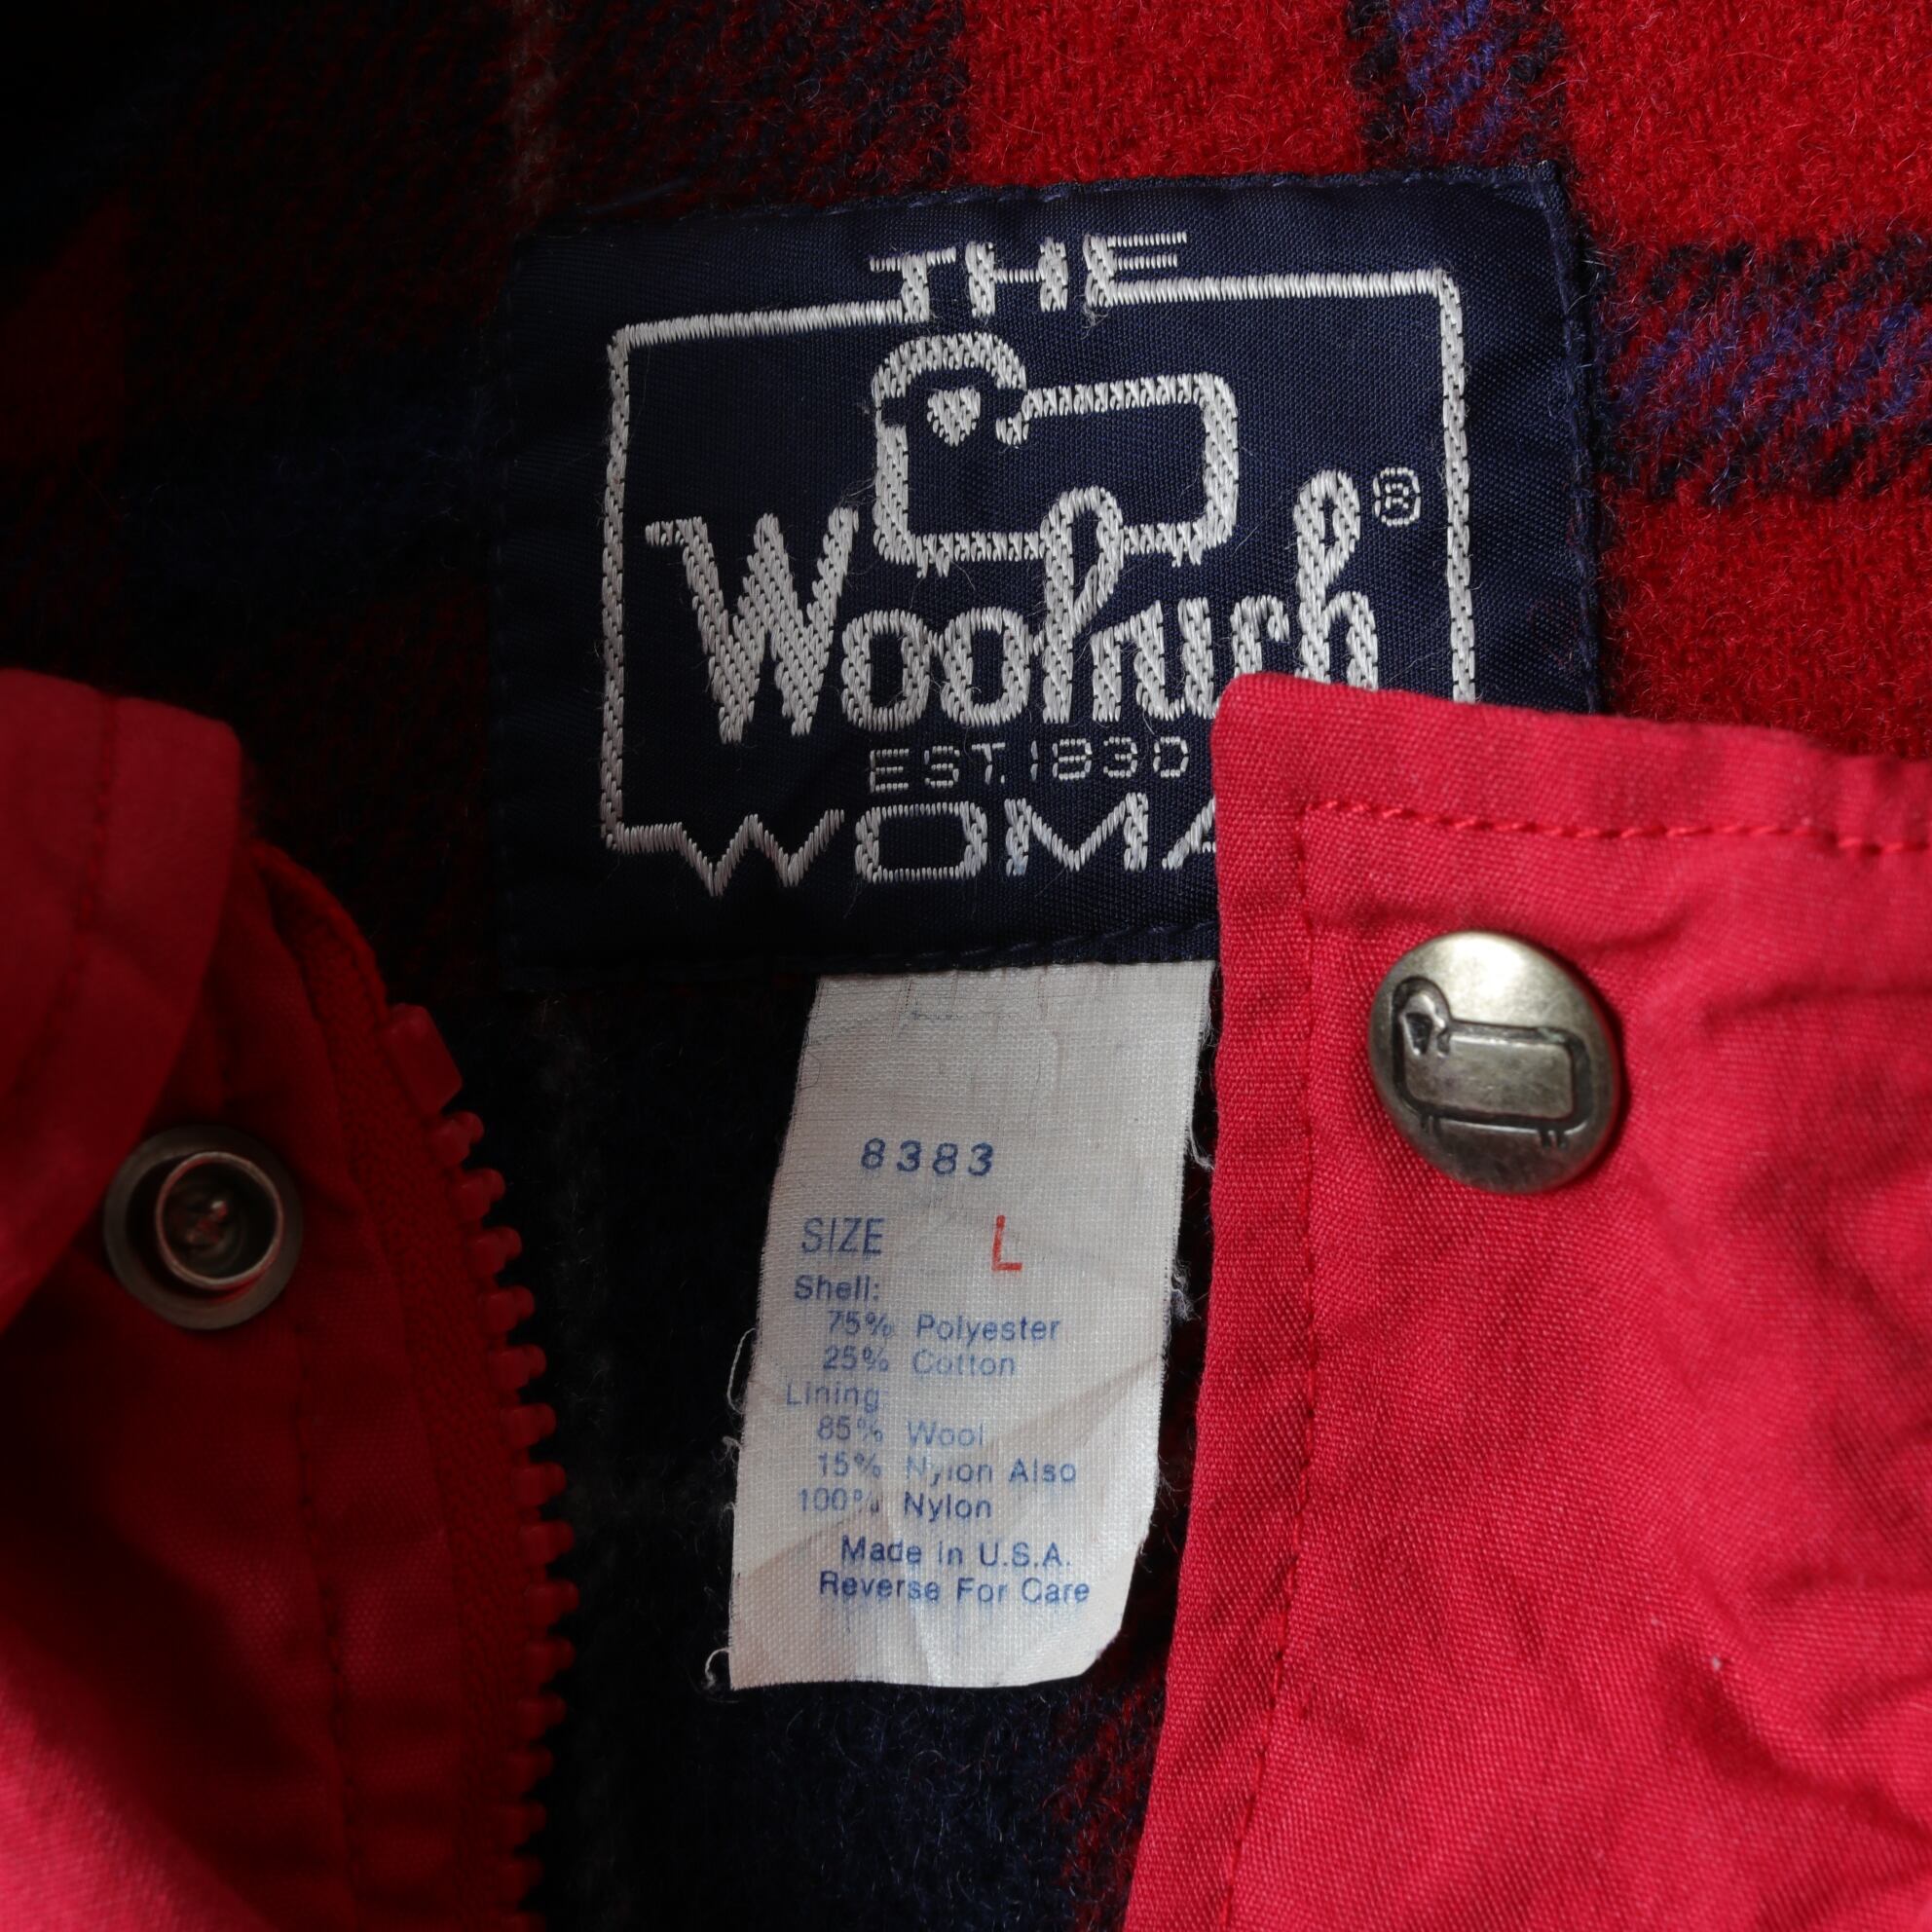 THE
Woolrich®
EST. 1830
WOMA
8383
SIZE L
Shell:
75% Polyester
25% Cotton
Lining:
85% Wool
15% Nylon Also
100% Nylon
Made in U.S.A.
Reverse For Care